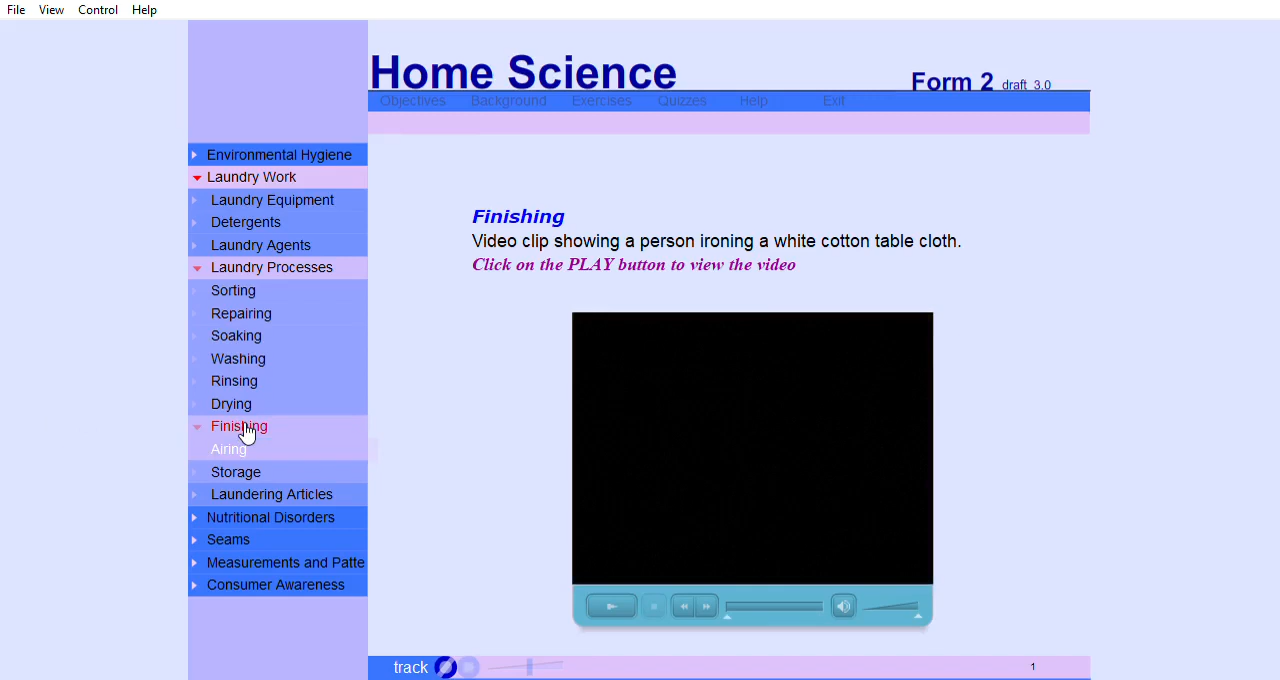 File View Control Help
Home Science
Form 2 draft 3.0
Objectives Background Exercises Quizzes Help Exit
Environmental Hygiene
Laundry Work
Laundry Equipment
Detergents
Laundry Agents
Laundry Processes
Sorting
Repairing
Soaking
Washing
Rinsing
Drying
Finishing
Airing
Storage
Laundering Articles
Nutritional Disorders
Seams
Measurements and Patte
Consumer Awareness
Finishing
Video clip showing a person ironing a white cotton table cloth.
Click on the PLAY button to view the video
track
1